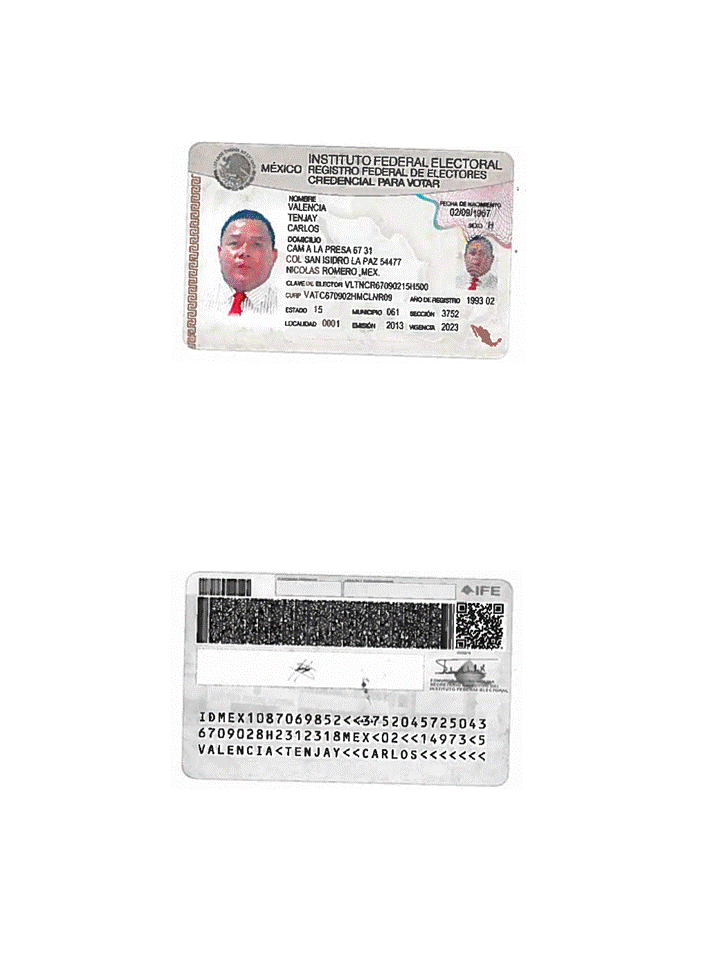 MÉXICO INSTITUTO FEDERAL ELECTORAL
REGISTRO FEDERAL DE ELECTORES
CREDENCIAL PARA VOTAR
NOMBRE
VALENCIA
TENJAY
CARLOS
FECHA DE NACIMIENTO
02/09/1967
SEXO H
DOMICILIO
CAM A LA PRESA 67 31
COL SAN ISIDRO LA PAZ 54477
NICOLAS ROMERO ,MEX.
CLAVE DE ELECTOR VLTNCR67090215H500
CURP VATC670902HMCLNR09 AÑO DE REGISTRO 1993 02
ESTADO 15 MUNICIPIO 061 SECCIÓN 3752
LOCALIDAD 0001 EMISIÓN 2013 VIGENCIA 2023
IFE
INSTITUTO FEDERAL ELECTORAL
IDMEX1087069852<<3752045725043
6709028H2312318MEX<02<<14973<5
VALENCIA<TENJAY<<CARLOS<<<<<<<